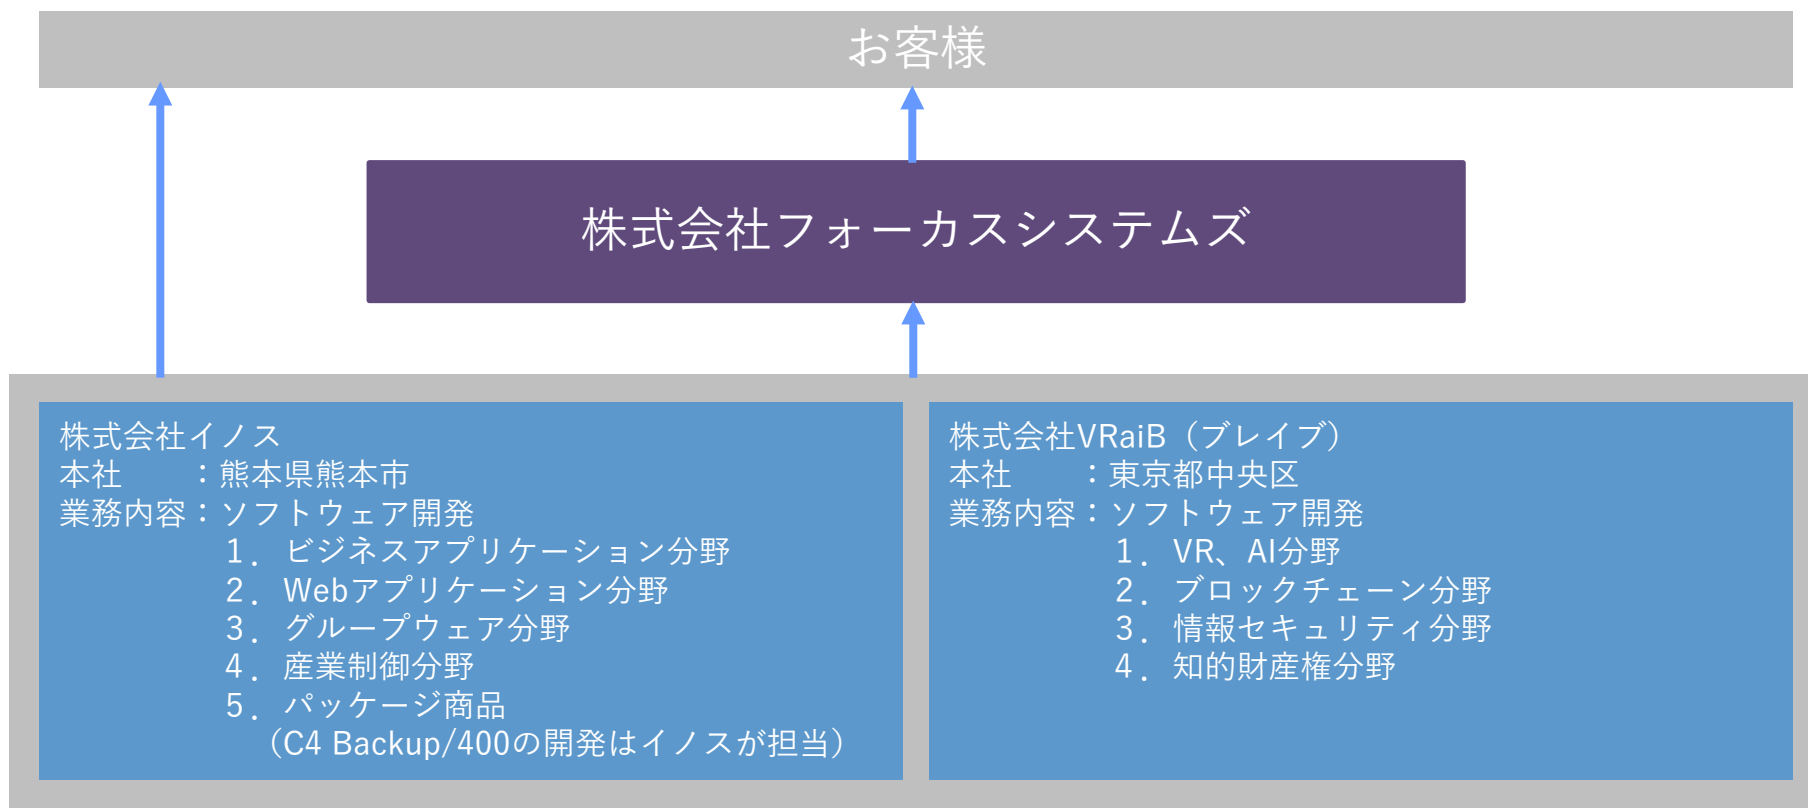 お客様
株式会社フォーカスシステムズ
株式会社イノス
本社　　：熊本県熊本市
業務内容：ソフトウェア開発
1．ビジネスアプリケーション分野
2．Webアプリケーション分野
3．グループウェア分野
4．産業制御分野
5．パッケージ商品
（C4 Backup/400の開発はイノスが担当）
株式会社VRaiB（ブレイブ）
本社　　：東京都中央区
業務内容：ソフトウェア開発
1．VR、AI分野
2．ブロックチェーン分野
3．情報セキュリティ分野
4．知的財産権分野